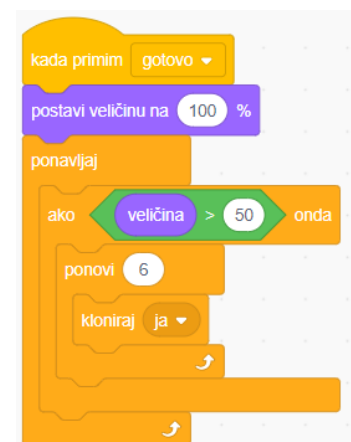 kada primim gotovo
postavi veličinu na 100 %
ponavljaj
ako veličina > 50 onda
ponovi 6
kloniraj ja